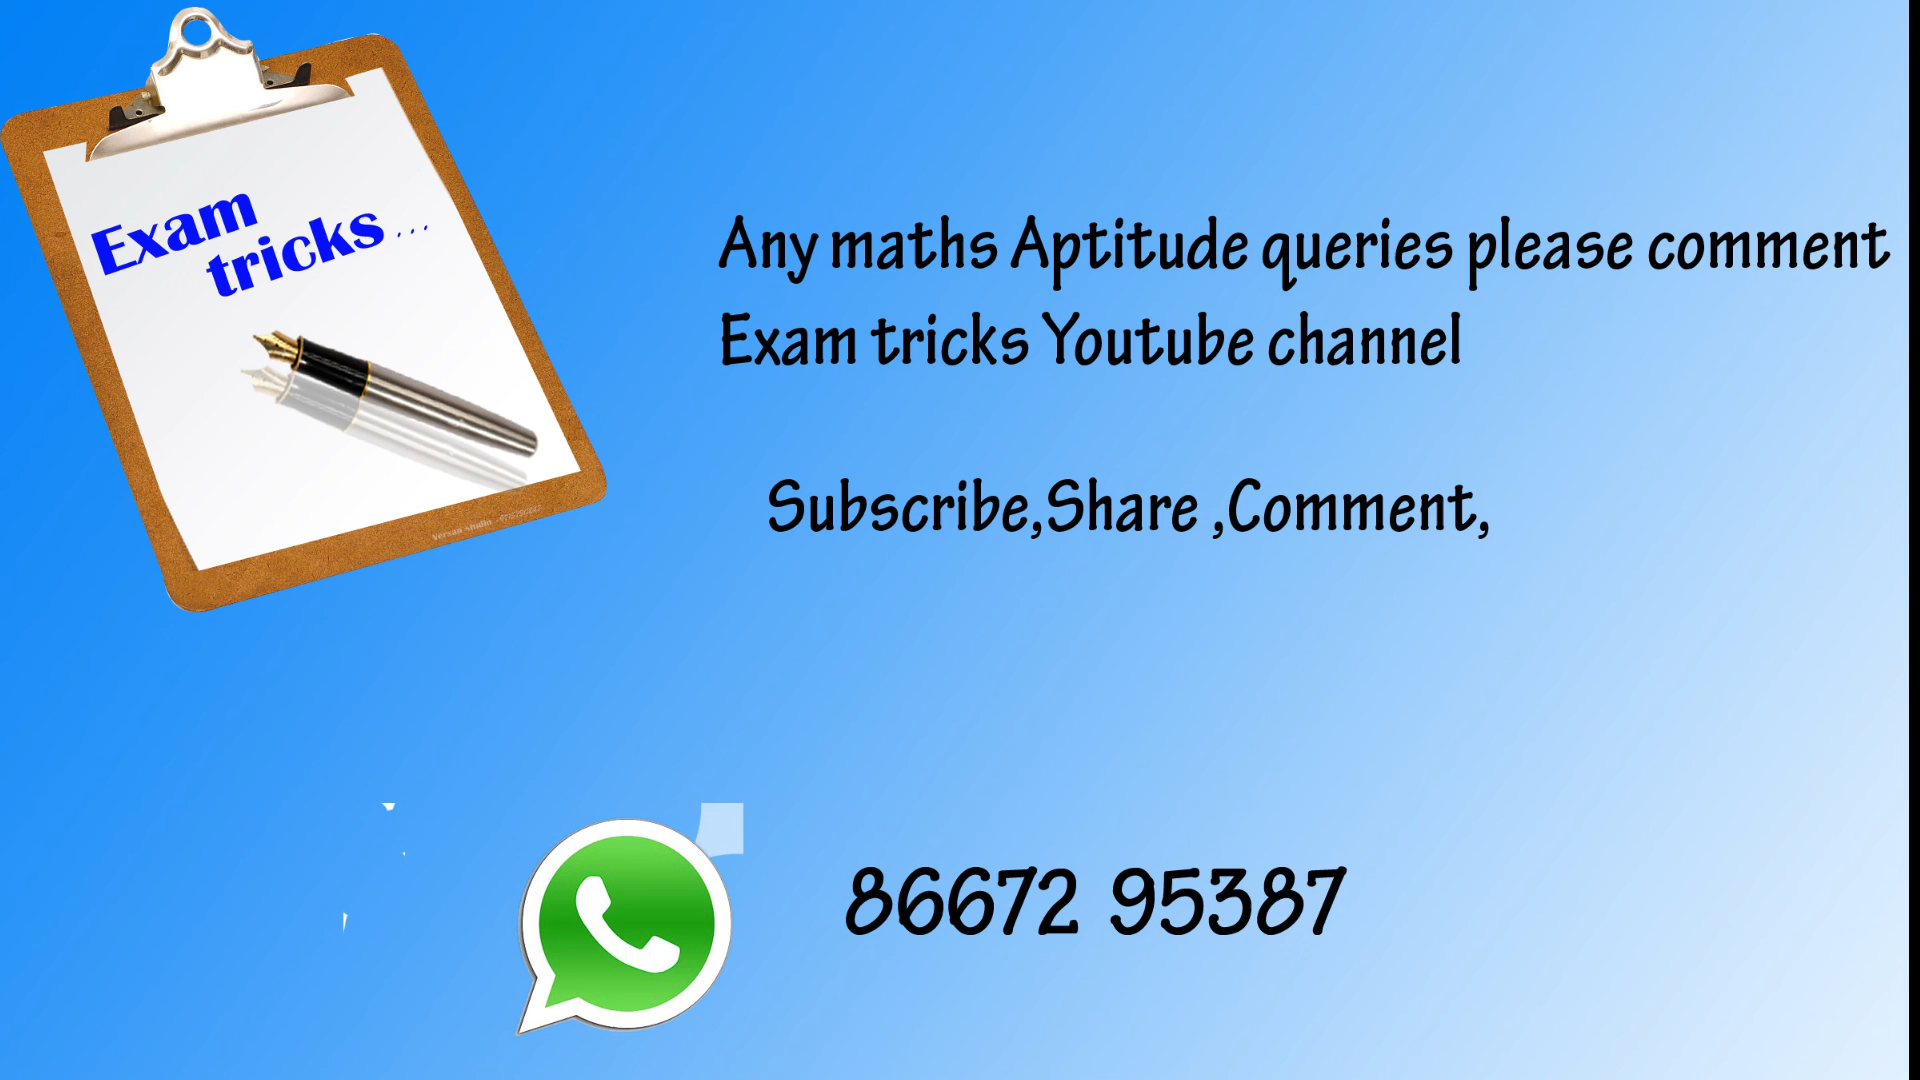 Exam
tricks...
Any maths Aptitude queries please comment
Exam tricks Youtube channel
Subscribe,Share ,Comment,
86672 95387